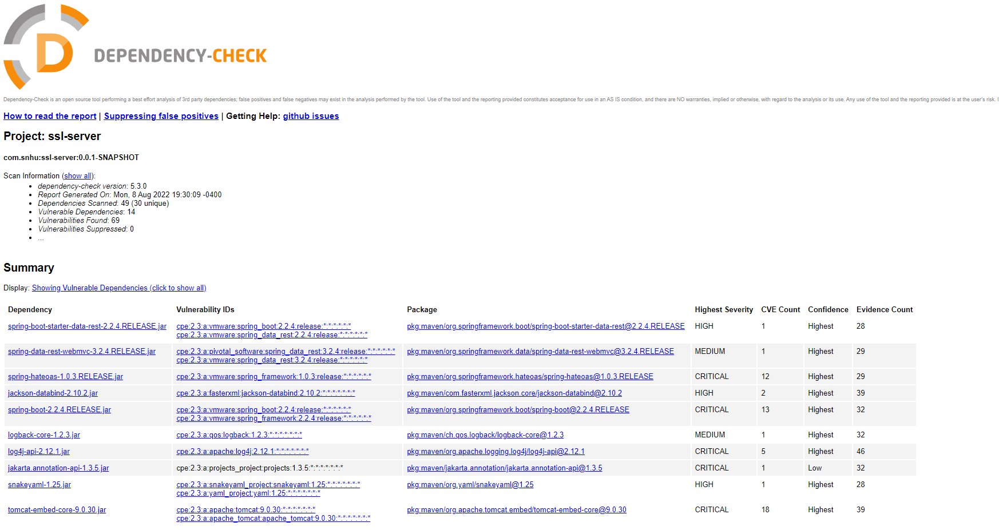 DEPENDENCY-CHECK
Dependency-Check is an open source tool performing a best effort analysis of 3rd party dependencies; false positives and false negatives may exist in the analysis performed by the tool. Use of the tool and the reporting provided constitutes acceptance for use in an AS IS condition, and there are NO warranties, implied or otherwise, with regard to the analysis or its use. Any use of the tool and the reporting provided is at the user's risk. I
How to read the report | Suppressing false positives | Getting Help: github issues
Project: ssl-server
com.snhu:ssl-server:0.0.1-SNAPSHOT
Scan Information (show all):
• dependency-check version: 5.3.0
• Report Generated On: Mon, 8 Aug 2022 19:30:09 -0400
• Dependencies Scanned: 49 (30 unique)
• Vulnerable Dependencies: 14
• Vulnerabilities Found: 69
• Vulnerabilities Suppressed: 0
• ...
Summary
Display: Showing Vulnerable Dependencies (click to show all)
Dependency Vulnerability IDs Package Highest Severity CVE Count Confidence Evidence Count
spring-boot-starter-data-rest-2.2.4.RELEASE.jar cpe:2.3:a:vmware:spring_boot:2.2.4:release:*:*:*:*:*:* pkg:maven/org.springframework.boot/spring-boot-starter-data-rest@2.2.4.RELEASE HIGH 1 Highest 28
cpe:2.3:a:vmware:spring_data_rest:2.2.4:release:*:*:*:*:*:*
spring-data-rest-webmvc-3.2.4.RELEASE.jar cpe:2.3:a:pivotal_software:spring_data_rest:3.2.4:release:*:*:*:*:*:* pkg:maven/org.springframework.data/spring-data-rest-webmvc@3.2.4.RELEASE MEDIUM 1 Highest 29
cpe:2.3:a:vmware:spring_data_rest:3.2.4:release:*:*:*:*:*:*
spring-hateoas-1.0.3.RELEASE.jar cpe:2.3:a:vmware:spring_framework:1.0.3:release:*:*:*:*:*:* pkg:maven/org.springframework.hateoas/spring-hateoas@1.0.3.RELEASE CRITICAL 12 Highest 29
jackson-databind-2.10.2.jar cpe:2.3:a:fasterxml:jackson-databind:2.10.2:*:*:*:*:*:*:* pkg:maven/com.fasterxml.jackson.core/jackson-databind@2.10.2 HIGH 2 Highest 39
spring-boot-2.2.4.RELEASE.jar cpe:2.3:a:vmware:spring_boot:2.2.4:release:*:*:*:*:*:* pkg:maven/org.springframework.boot/spring-boot@2.2.4.RELEASE CRITICAL 13 Highest 32
cpe:2.3:a:vmware:spring_framework:2.2.4:release:*:*:*:*:*:*
logback-core-1.2.3.jar cpe:2.3:a:qos:logback:1.2.3:*:*:*:*:*:*:* pkg:maven/ch.qos.logback/logback-core@1.2.3 MEDIUM 1 Highest 32
log4j-api-2.12.1.jar cpe:2.3:a:apache:log4j:2.12.1:*:*:*:*:*:*:* pkg:maven/org.apache.logging.log4j/log4j-api@2.12.1 CRITICAL 5 Highest 46
jakarta.annotation-api-1.3.5.jar cpe:2.3:a:projects_project:projects:1.3.5:*:*:*:*:*:*:* pkg:maven/jakarta.annotation/jakarta.annotation-api@1.3.5 CRITICAL 1 Low 32
snakeyaml-1.25.jar cpe:2.3:a:snakeyaml_project:snakeyaml:1.25:*:*:*:*:*:*:* pkg:maven/org.yaml/snakeyaml@1.25 HIGH 1 Highest 28
cpe:2.3:a:yaml_project:yaml:1.25:*:*:*:*:*:*:*
tomcat-embed-core-9.0.30.jar cpe:2.3:a:apache:tomcat:9.0.30:*:*:*:*:*:*:* pkg:maven/org.apache.tomcat.embed/tomcat-embed-core@9.0.30 CRITICAL 18 Highest 39
cpe:2.3:a:apache_tomcat:apache_tomcat:9.0.30:*:*:*:*:*:*:*